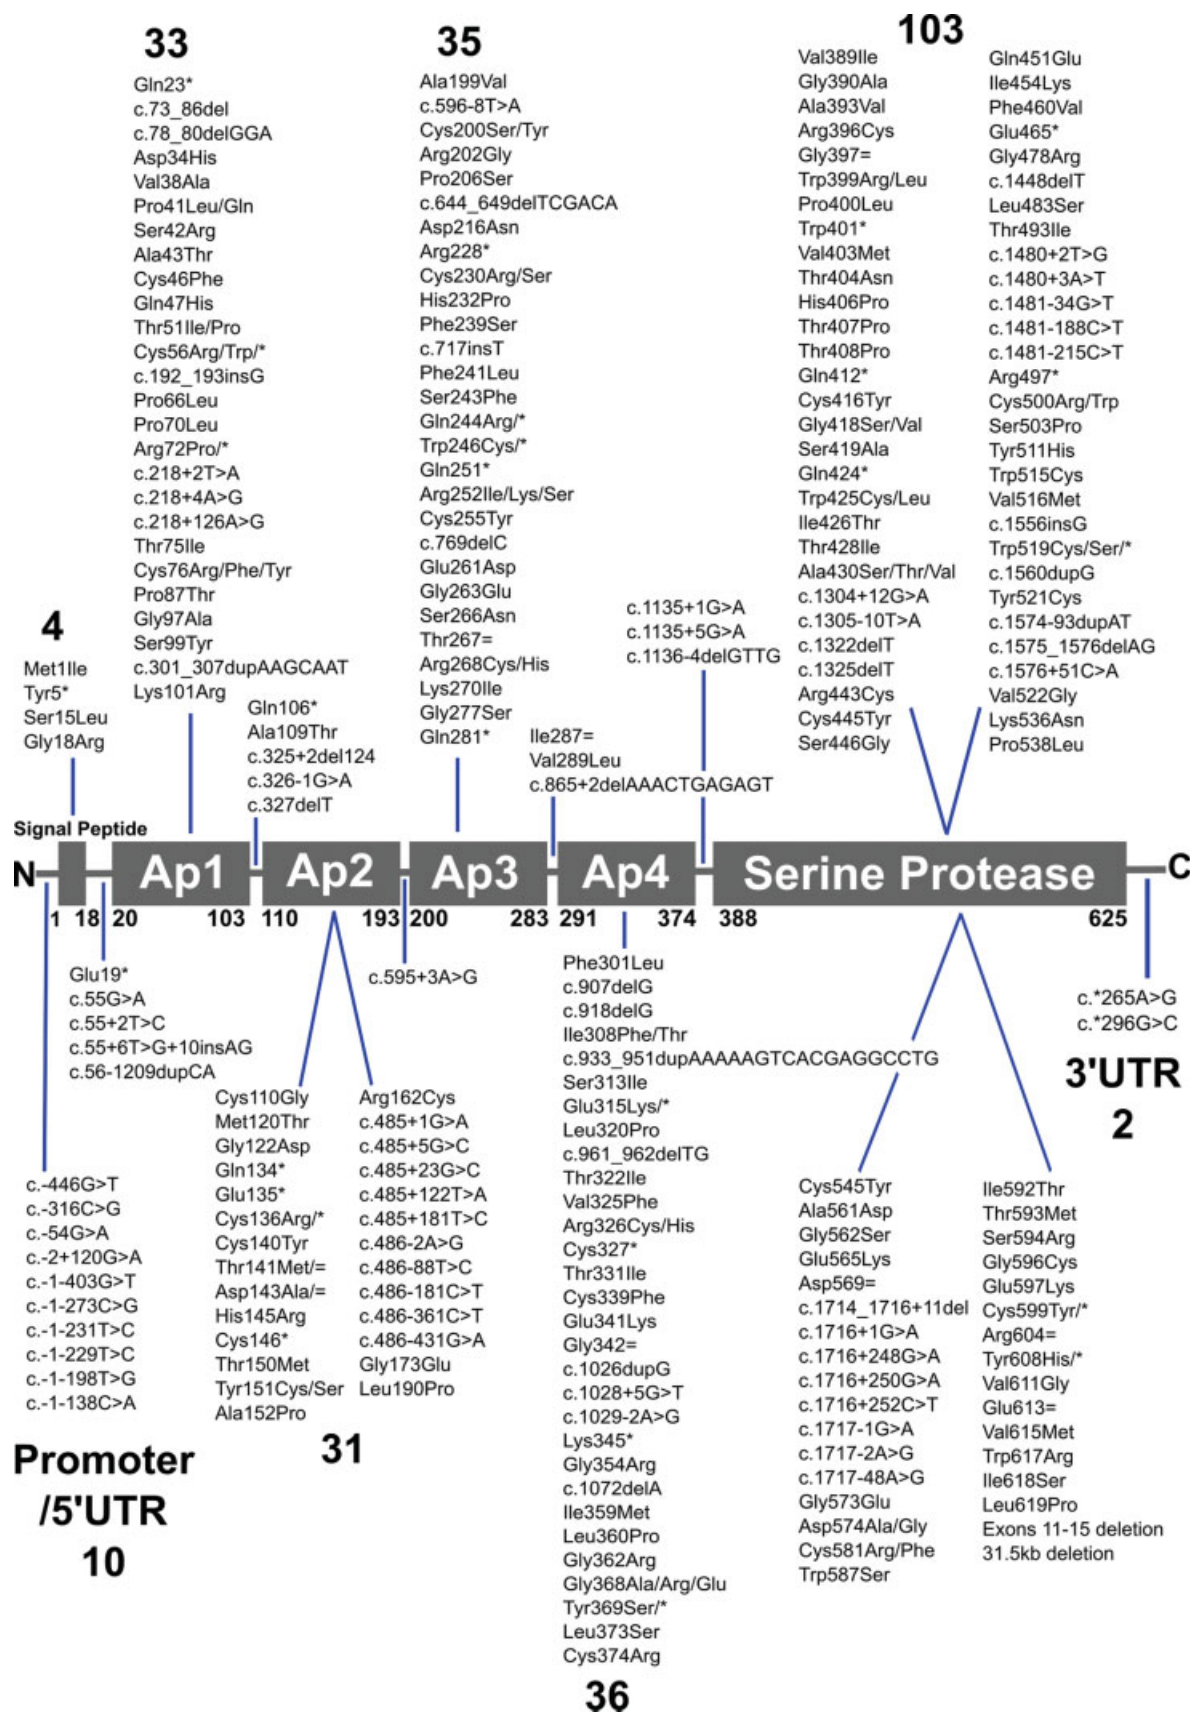 33
Gln23*
c.73_86del
c.78_80delGGA
Asp34His
Val38Ala
Pro41Leu/Gln
Ser42Arg
Ala43Thr
Cys46Phe
Gln47His
Thr51Ile/Pro
Cys56Arg/Trp/*
c.192_193insG
Pro66Leu
Pro70Leu
Arg72Pro/*
c.218+2T>A
c.218+4A>G
c.218+126A>G
Thr75Ile
Cys76Arg/Phe/Tyr
Pro87Thr
Gly97Ala
Ser99Tyr
c.301_307dupAAGCAAT
Lys101Arg
35
Ala199Val
c.596-8T>A
Cys200Ser/Tyr
Arg202Gly
Pro206Ser
c.644_649delTCGACA
Asp216Asn
Arg228*
Cys230Arg/Ser
His232Pro
Phe239Ser
c.717insT
Phe241Leu
Ser243Phe
Gln244Arg/*
Trp246Cys/*
Gln251*
Arg252Ile/Lys/Ser
Cys255Tyr
c.769delC
Glu261Asp
Gly263Glu
Ser266Asn
Thr267=
Arg268Cys/His
Lys270Ile
Gly277Ser
Gln281*
103
Val389Ile
Gly390Ala
Ala393Val
Arg396Cys
Gly397=
Trp399Arg/Leu
Pro400Leu
Trp401*
Val403Met
Thr404Asn
His406Pro
Thr407Pro
Thr408Pro
Gln412*
Cys416Tyr
Gly418Ser/Val
Ser419Ala
Gln424*
Trp425Cys/Leu
Ile426Thr
Thr428Ile
Ala430Ser/Thr/Val
c.1304+12G>A
c.1305-10T>A
c.1322delT
c.1325delT
Arg443Cys
Cys445Tyr
Ser446Gly
Gln451Glu
Ile454Lys
Phe460Val
Glu465*
Gly478Arg
c.1448delT
Leu483Ser
Thr493Ile
c.1480+2T>G
c.1480+3A>T
c.1481-34G>T
c.1481-188C>T
c.1481-215C>T
Arg497*
Cys500Arg/Trp
Ser503Pro
Tyr511His
Trp515Cys
Val516Met
c.1556insG
Trp519Cys/Ser/*
c.1560dupG
Tyr521Cys
c.1574-93dupAT
c.1575_1576delAG
c.1576+51C>A
Val522Gly
Lys536Asn
Pro538Leu
4
Met1Ile
Tyr5*
Ser15Leu
Gly18Arg
Gln106*
Ala109Thr
c.325+2del124
c.326-1G>A
c.327delT
Ile287=
Val289Leu
c.865+2delAAACTGAGAGT
c.1135+1G>A
c.1135+5G>A
c.1136-4delGTTG
Signal Peptide
N
Ap1
Ap2
Ap3
Ap4
Serine Protease
C
1 18 20 103 110 193 200 283 291 374 388 625
Glu19*
c.55G>A
c.55+2T>C
c.55+6T>G+10insAG
c.56-1209dupCA
c.595+3A>G
c.-446G>T
c.-316C>G
c.-54G>A
c.-2+120G>A
c.-1-403G>T
c.-1-273C>G
c.-1-231T>C
c.-1-229T>C
c.-1-198T>G
c.-1-138C>A
Promoter
/5'UTR
10
Cys110Gly
Met120Thr
Gly122Asp
Gln134*
Glu135*
Cys136Arg/*
Cys140Tyr
Thr141Met/=
Asp143Ala/=
His145Arg
Cys146*
Thr150Met
Tyr151Cys/Ser
Ala152Pro
Arg162Cys
c.485+1G>A
c.485+5G>C
c.485+23G>C
c.485+122T>A
c.485+181T>C
c.486-2A>G
c.486-88T>C
c.486-181C>T
c.486-361C>T
c.486-431G>A
Gly173Glu
Leu190Pro
31
Phe301Leu
c.907delG
c.918delG
Ile308Phe/Thr
c.933_951dupAAAAAGTCACGAGGCCTG
Ser313Ile
Glu315Lys/*
Leu320Pro
c.961_962delTG
Thr322Ile
Val325Phe
Arg326Cys/His
Cys327*
Thr331Ile
Cys339Phe
Glu341Lys
Gly342=
c.1026dupG
c.1028+5G>T
c.1029-2A>G
Lys345*
Gly354Arg
c.1072delA
Ile359Met
Leu360Pro
Gly362Arg
Gly368Ala/Arg/Glu
Tyr369Ser/*
Leu373Ser
Cys374Arg
36
Cys545Tyr
Ala561Asp
Gly562Ser
Glu565Lys
Asp569=
c.1714_1716+11del
c.1716+1G>A
c.1716+248G>A
c.1716+250G>A
c.1716+252C>T
c.1717-1G>A
c.1717-2A>G
c.1717-48A>G
Gly573Glu
Asp574Ala/Gly
Cys581Arg/Phe
Trp587Ser
Ile592Thr
Thr593Met
Ser594Arg
Gly596Cys
Glu597Lys
Cys599Tyr/*
Arg604=
Tyr608His/*
Val611Gly
Glu613=
Val615Met
Trp617Arg
Ile618Ser
Leu619Pro
Exons 11-15 deletion
31.5kb deletion
c.*265A>G
c.*296G>C
3'UTR
2